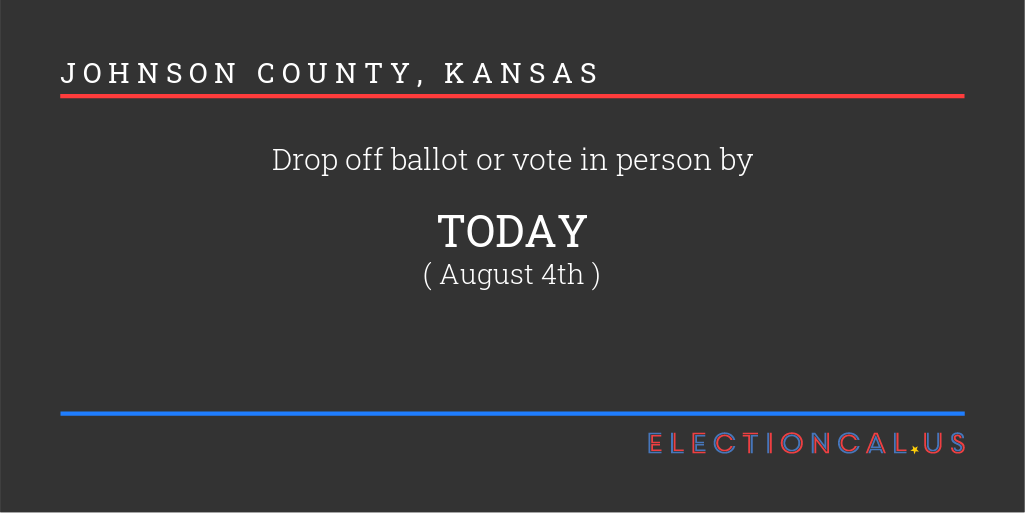 JOHNSON COUNTY, KANSAS
Drop off ballot or vote in person by
TODAY
( August 4th )
ELECTIONCAL.US